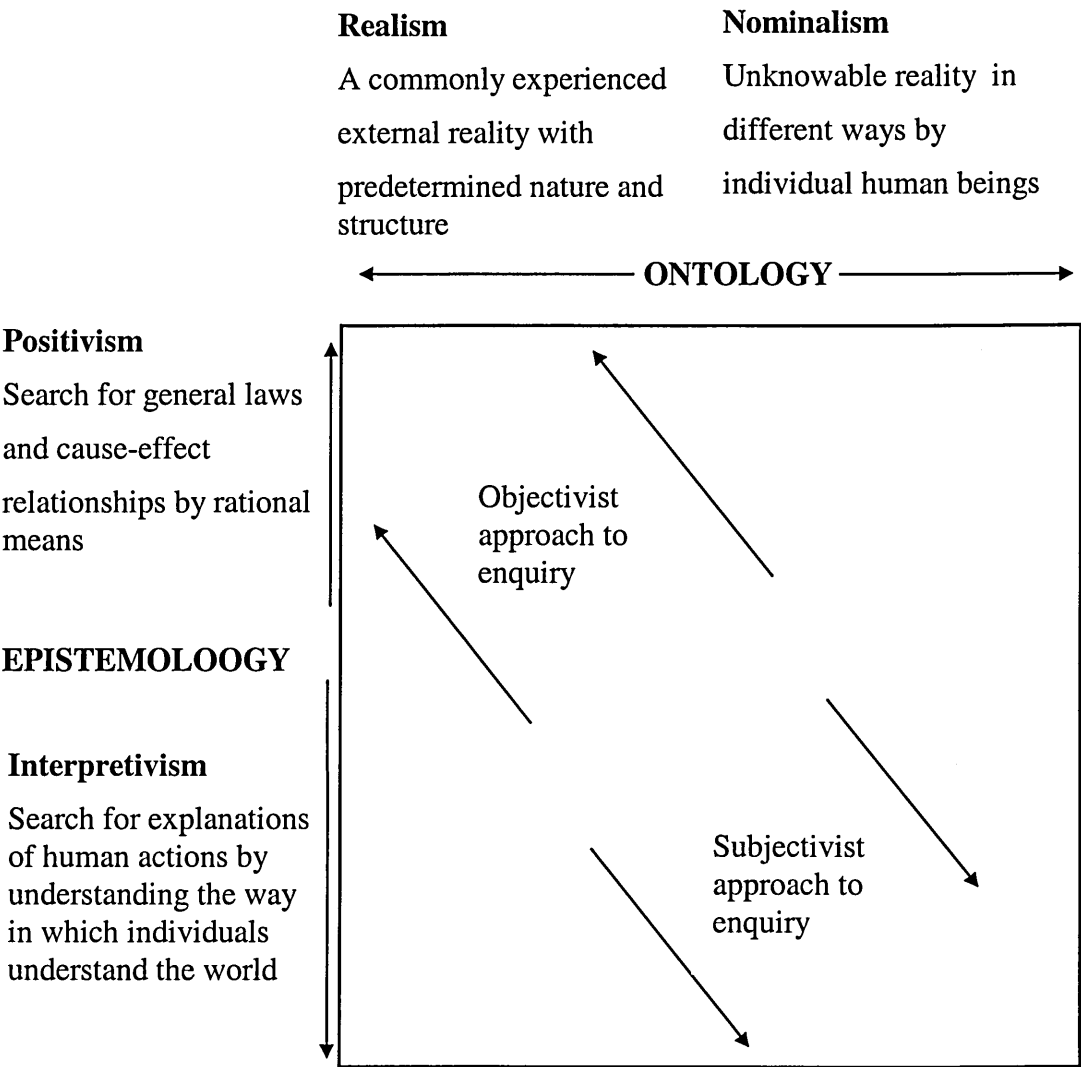 Realism
A commonly experienced
external reality with
predetermined nature and
structure
Nominalism
Unknowable reality in
different ways by
individual human beings
ONTOLOGY
Positivism
Search for general laws
and cause-effect
relationships by rational
means
Objectivist
approach to
enquiry
EPISTEMOLOOGY
Interpretivism
Search for explanations
of human actions by
understanding the way
in which individuals
understand the world
Subjectivist
approach to
enquiry